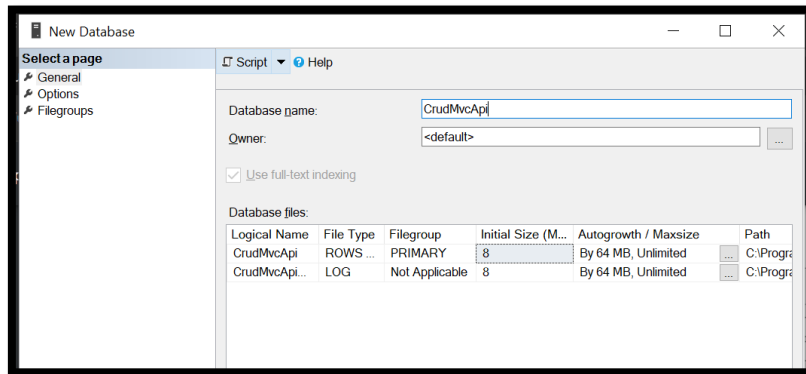 New Database
Select a page
General
Options
Filegroups
Script Help
Database name: CrudMvcApi
Owner: <default> ...
Use full-text indexing
Database files:
Logical Name File Type Filegroup Initial Size (M... Autogrowth / Maxsize Path
CrudMvcApi ROWS ... PRIMARY 8 By 64 MB, Unlimited ... C:\Progra
CrudMvcApi... LOG Not Applicable 8 By 64 MB, Unlimited ... C:\Progra